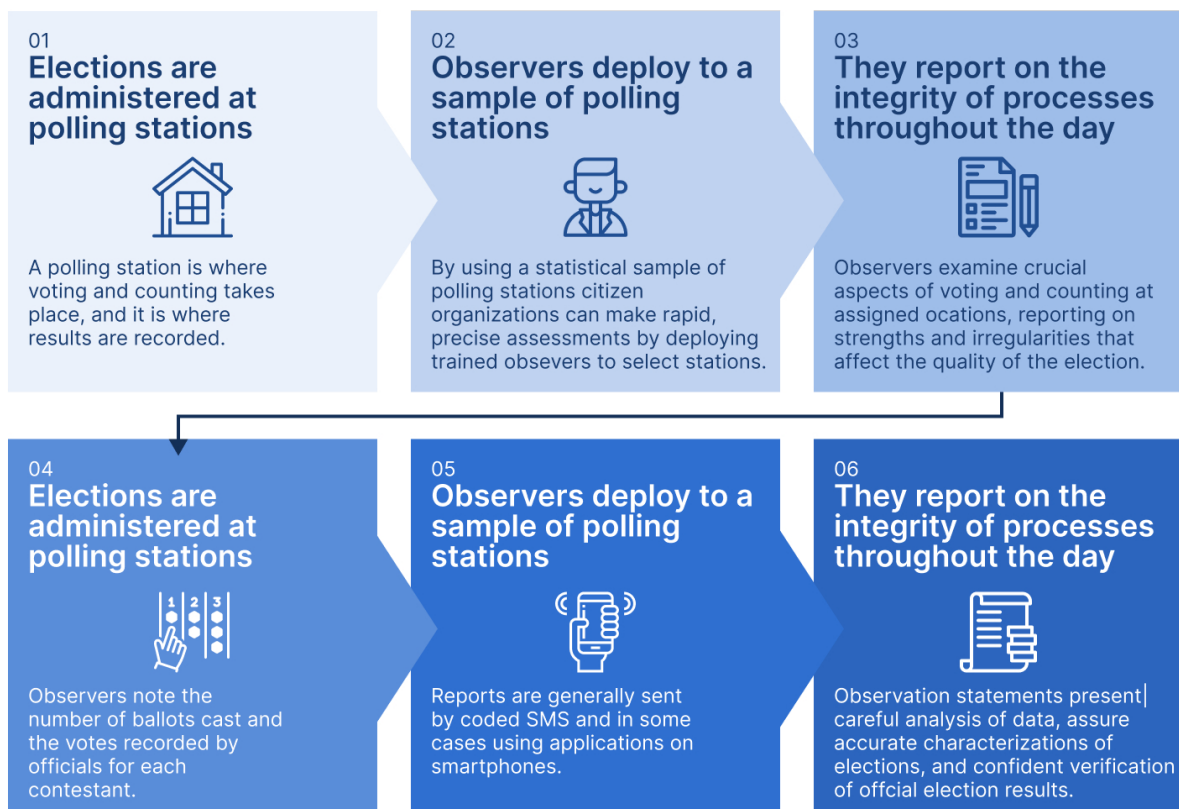 01
Elections are
administered at
polling stations
A polling station is where
voting and counting takes
place, and it is where
results are recorded.
02
Observers deploy to a
sample of polling
stations
By using a statistical sample of
polling stations citizen
organizations can make rapid,
precise assessments by deploying
trained obsevers to select stations.
03
They report on the
integrity of processes
throughout the day
Observers examine crucial
aspects of voting and counting at
assigned ocations, reporting on
strengths and irregularities that
affect the quality of the election.
04
Elections are
administered at
polling stations
1 2 3
Observers note the
number of ballots cast and
the votes recorded by
officials for each
contestant.
05
Observers deploy to a
sample of polling
stations
Reports are generally sent
by coded SMS and in some
cases using applications on
smartphones.
06
They report on the
integrity of processes
throughout the day
Observation statements present|
careful analysis of data, assure
accurate characterizations of
elections, and confident verification
of offcial election results.